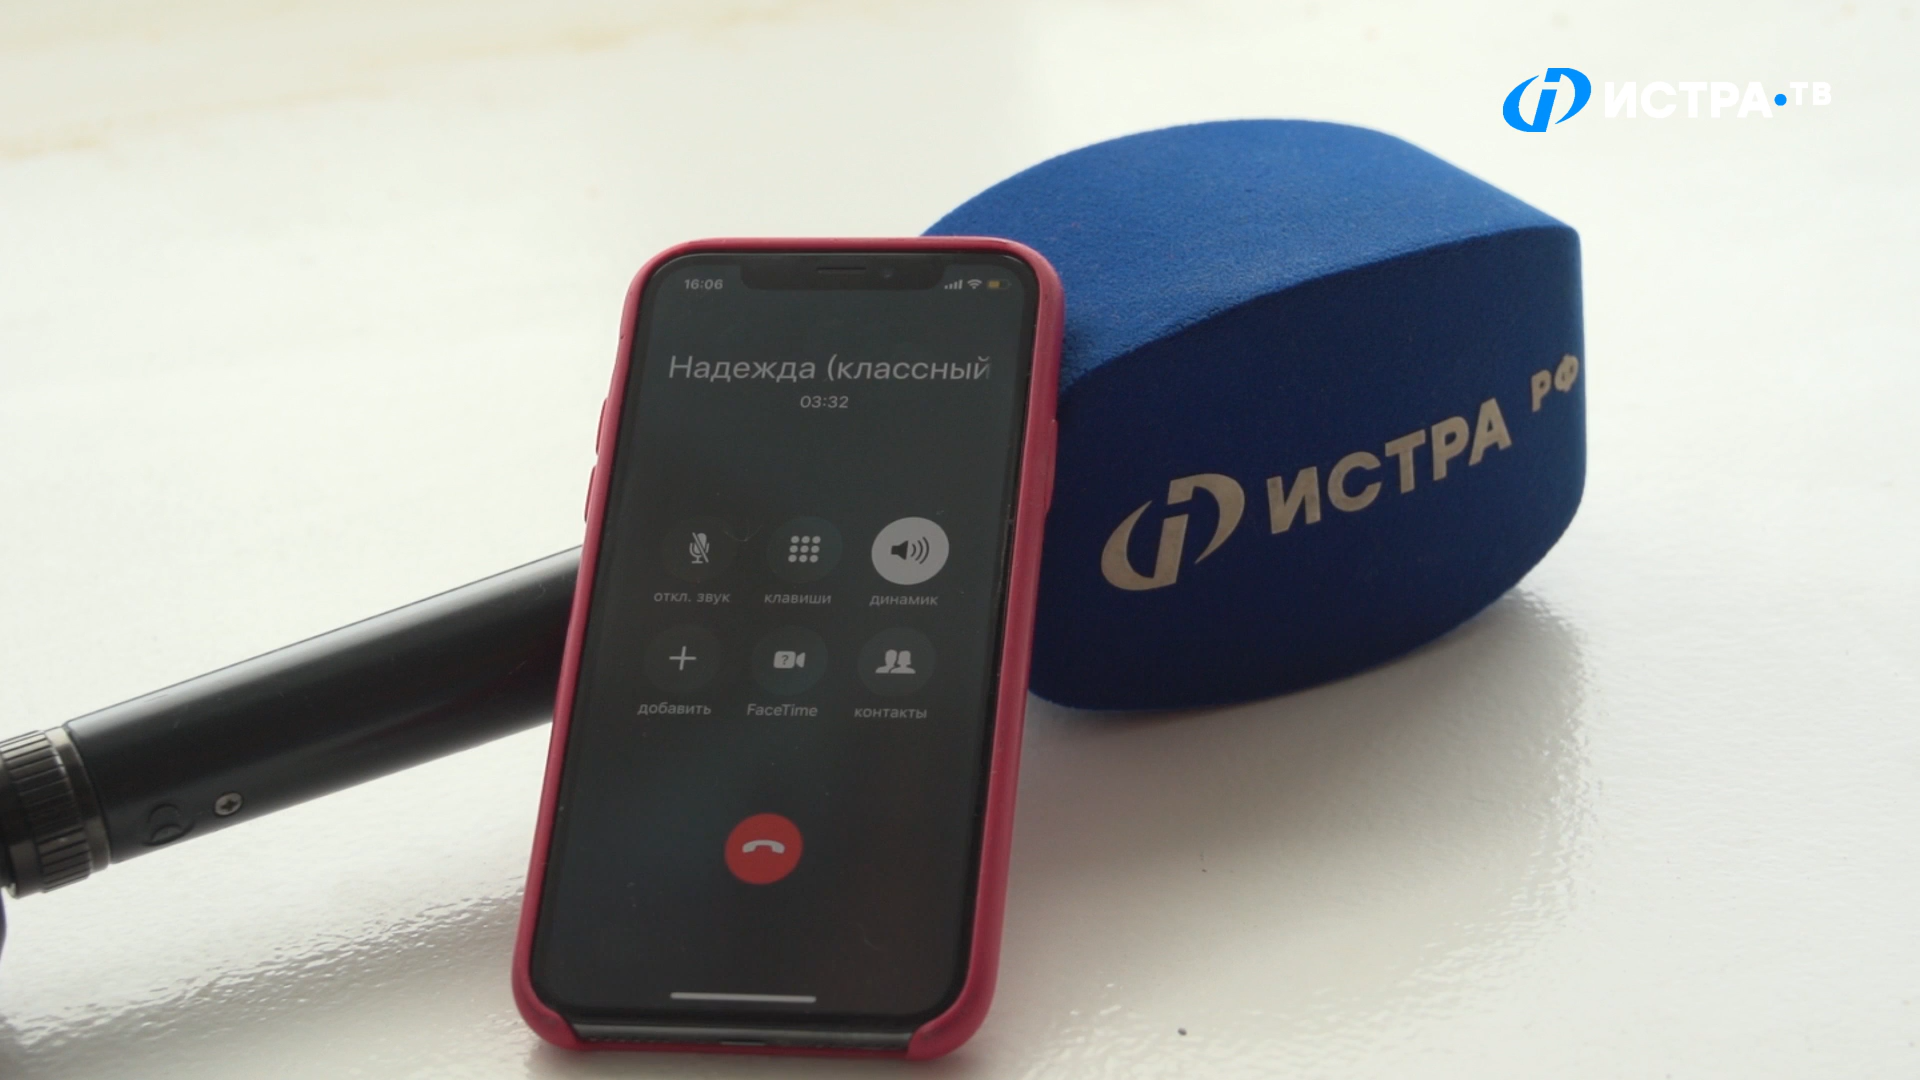 ИСТРА•ТВ
16:06
Надежда (классный
03:32
откл. звук
клавиши
динамик
добавить
FaceTime
контакты
ИСТРА РФ